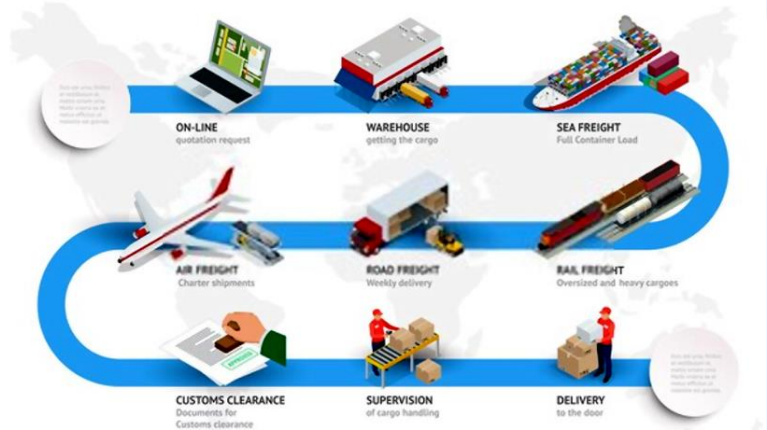 ON-LINE
quotation request
WAREHOUSE
getting the cargo
SEA FREIGHT
Full Container Load
AIR FREIGHT
Charter shipments
ROAD FREIGHT
Weekly delivery
RAIL FREIGHT
Oversized and heavy cargoes
APPROVED
CUSTOMS CLEARANCE
Documents for
Customs clearance
SUPERVISION
of cargo handling
DELIVERY
to the door